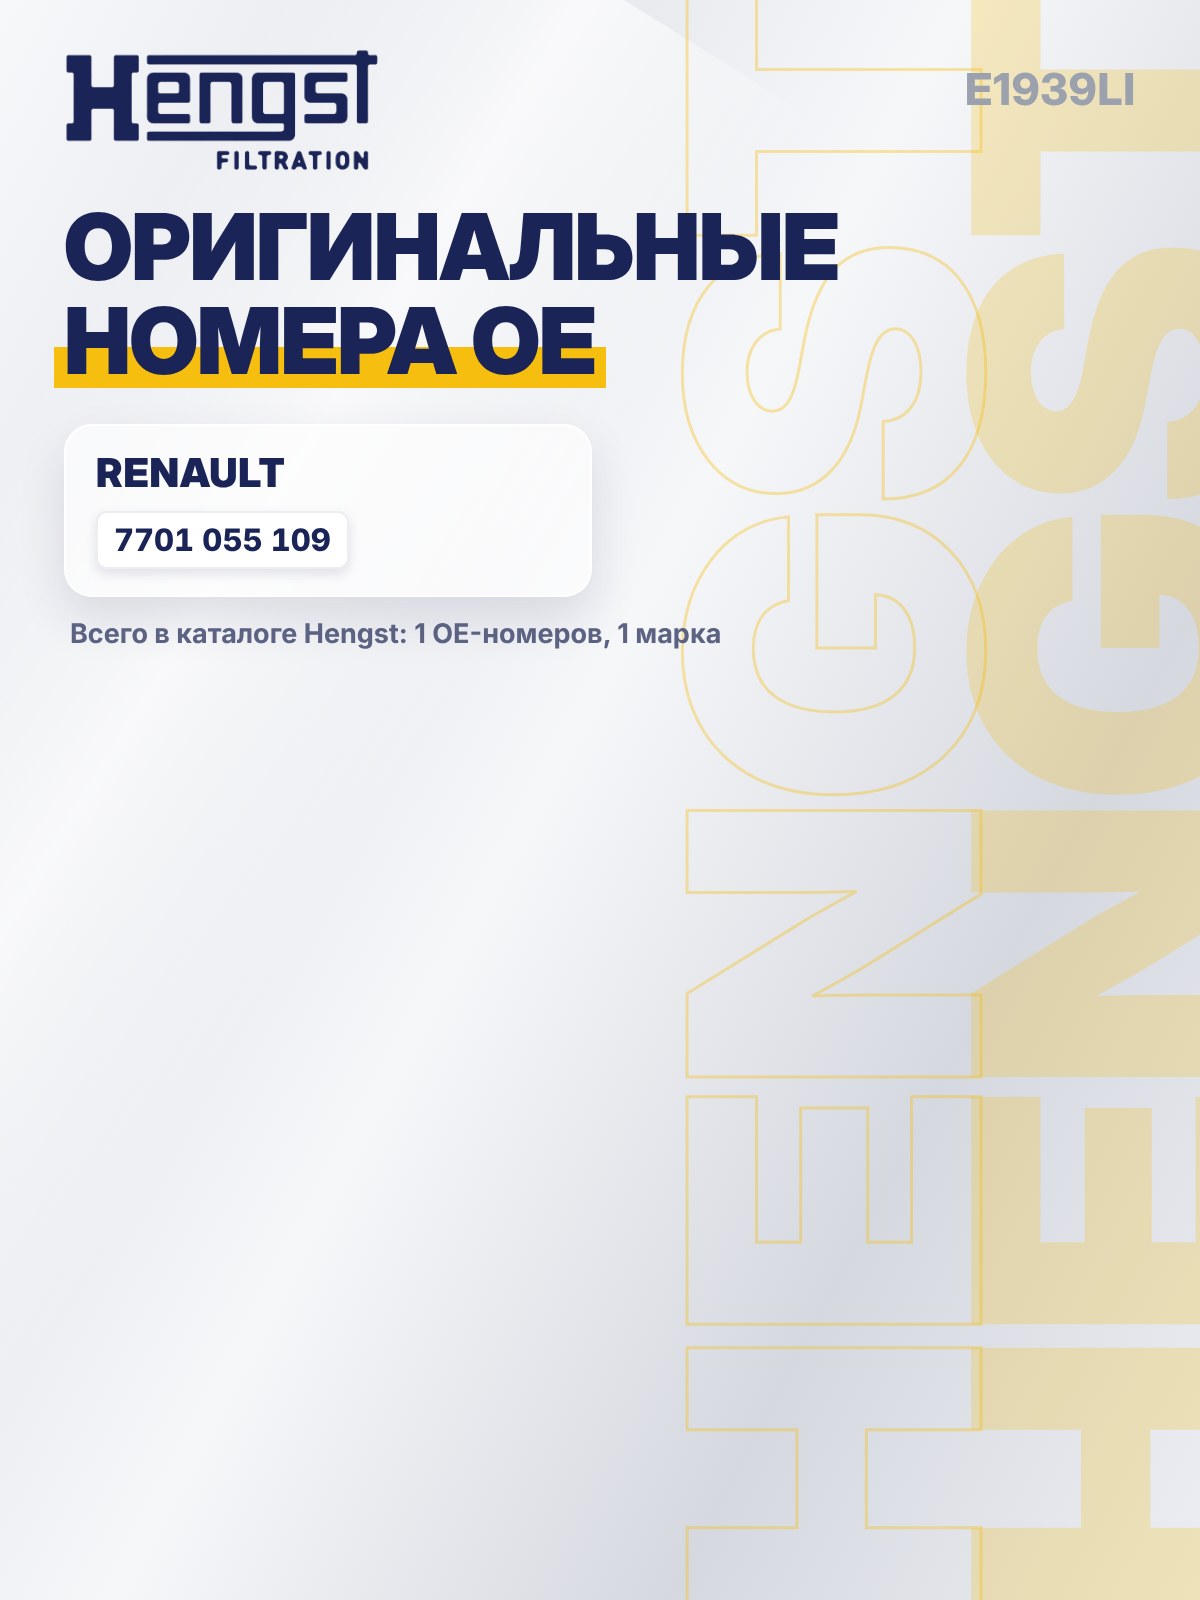 Hengst
FILTRATION
E1939LI
ОРИГИНАЛЬНЫЕ
НОМЕРА OE
RENAULT
7701 055 109
Всего в каталоге Hengst: 1 OE-номеров, 1 марка
HENGST
HENGST